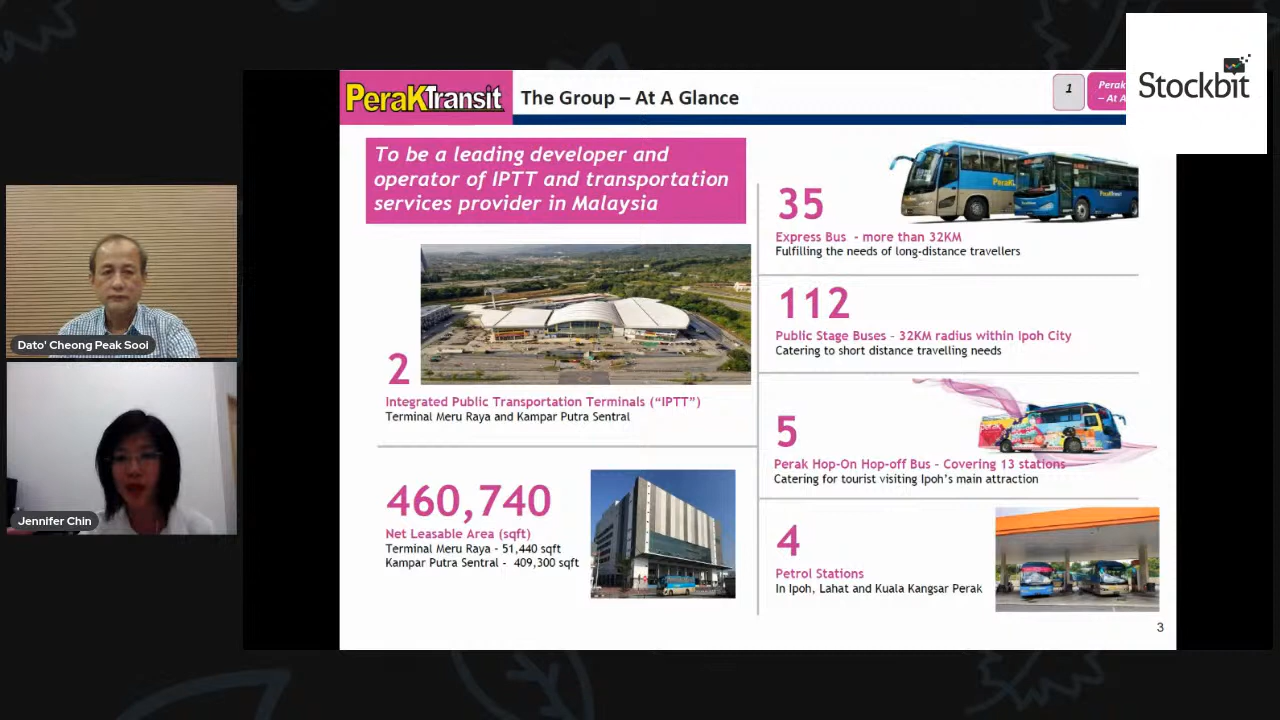 Stockbit
PerakTransit
The Group – At A Glance
1
Perak
– At A
To be a leading developer and
operator of IPTT and transportation
services provider in Malaysia
2
Integrated Public Transportation Terminals (“IPTT”)
Terminal Meru Raya and Kampar Putra Sentral
460,740
Net Leasable Area (sqft)
Terminal Meru Raya - 51,440 sqft
Kampar Putra Sentral - 409,300 sqft
35
Express Bus - more than 32KM
Fulfilling the needs of long-distance travellers
112
Public Stage Buses – 32KM radius within Ipoh City
Catering to short distance travelling needs
5
Perak Hop-On Hop-off Bus – Covering 13 stations
Catering for tourist visiting Ipoh’s main attraction
4
Petrol Stations
In Ipoh, Lahat and Kuala Kangsar Perak
3
Dato' Cheong Peak Sooi
Jennifer Chin